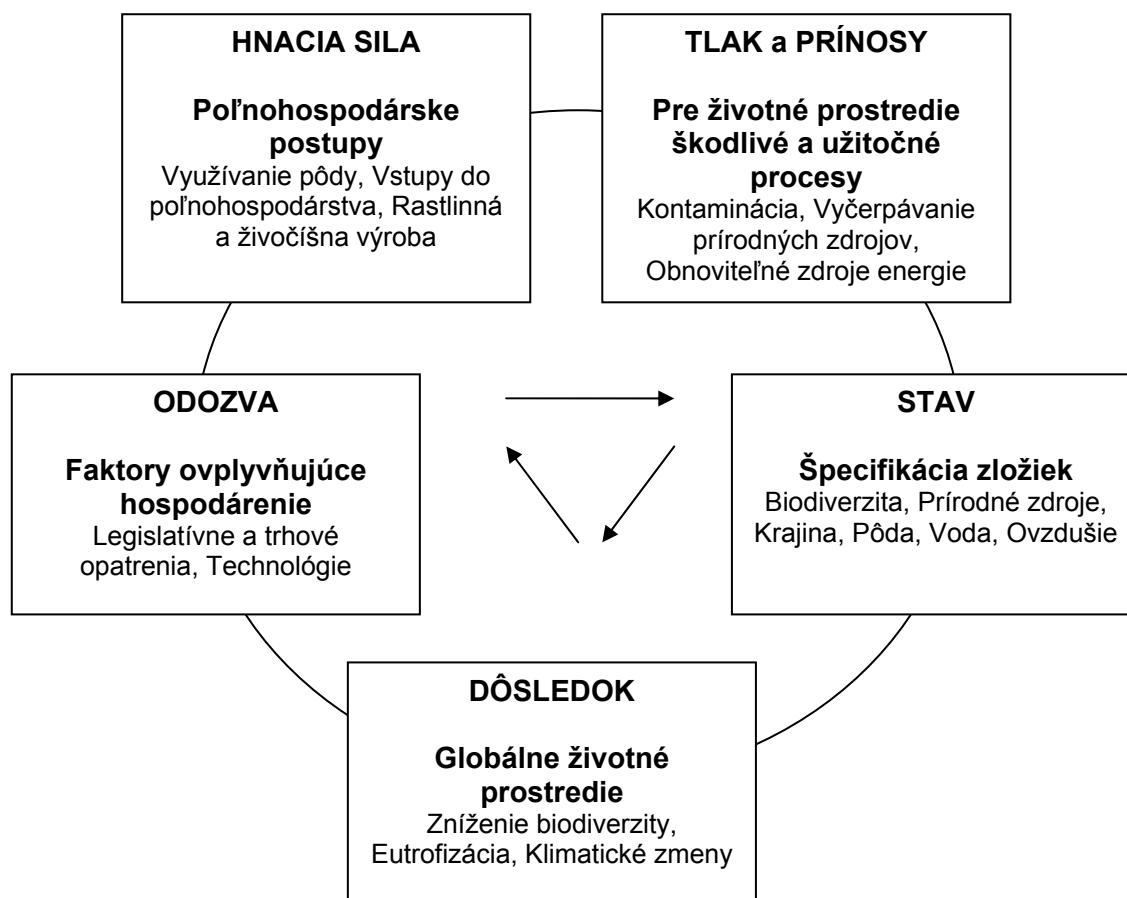 HNACIA SILA
Poľnohospodárske
postupy
Využívanie pôdy, Vstupy do
poľnohospodárstva, Rastlinná
a živočíšna výroba
TLAK a PRÍNOSY
Pre životné prostredie
škodlivé a užitočné
procesy
Kontaminácia, Vyčerpávanie
prírodných zdrojov,
Obnoviteľné zdroje energie
ODOZVA
Faktory ovplyvňujúce
hospodárenie
Legislatívne a trhové
opatrenia, Technológie
STAV
Špecifikácia zložiek
Biodiverzita, Prírodné zdroje,
Krajina, Pôda, Voda, Ovzdušie
DÔSLEDOK
Globálne životné
prostredie
Zníženie biodiverzity,
Eutrofizácia, Klimatické zmeny